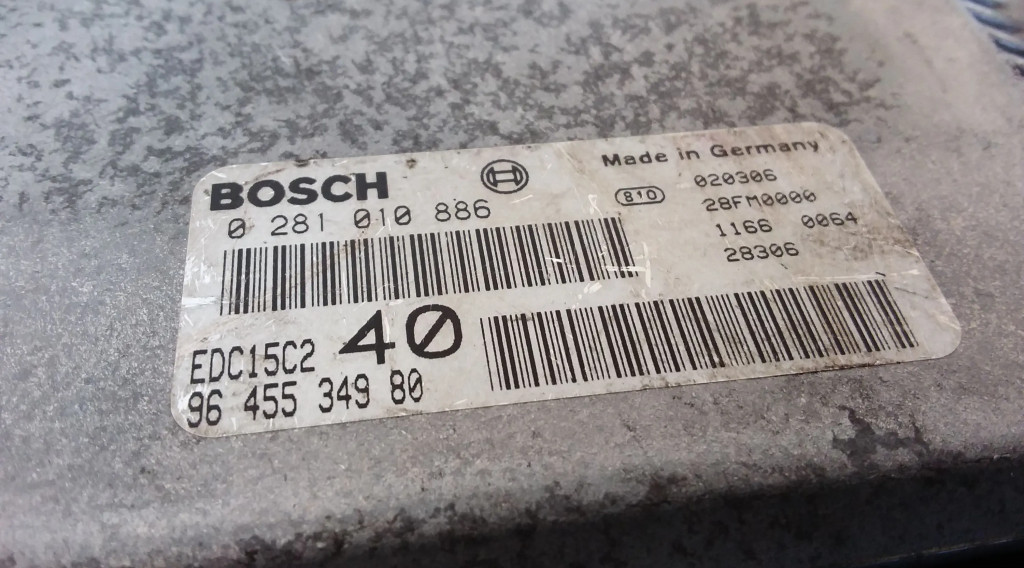 BOSCH
0 281 010 886
Made in Germany
810
020306
28FM0000
1166 0064
28306
EDC15C2 40
96 455 349 80